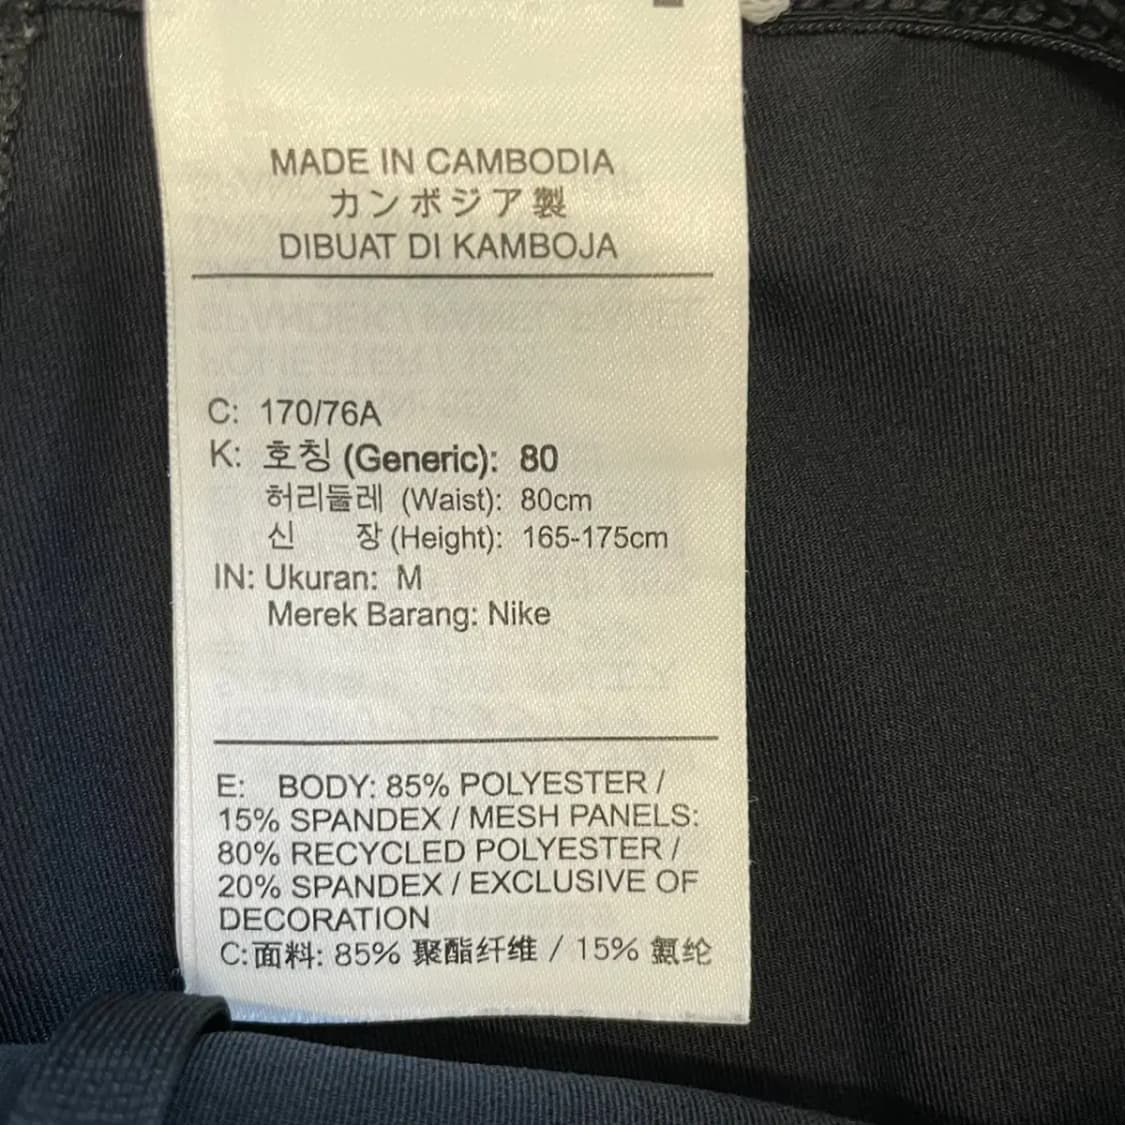 MADE IN CAMBODIA
カンボジア製
DIBUAT DI KAMBOJA
C: 170/76A
K: 호칭 (Generic): 80
허리둘레 (Waist): 80cm
신 장 (Height): 165-175cm
IN: Ukuran: M
Merek Barang: Nike
E: BODY: 85% POLYESTER /
15% SPANDEX / MESH PANELS:
80% RECYCLED POLYESTER /
20% SPANDEX / EXCLUSIVE OF
DECORATION
C:面料: 85% 聚酯纤维 / 15% 氨纶